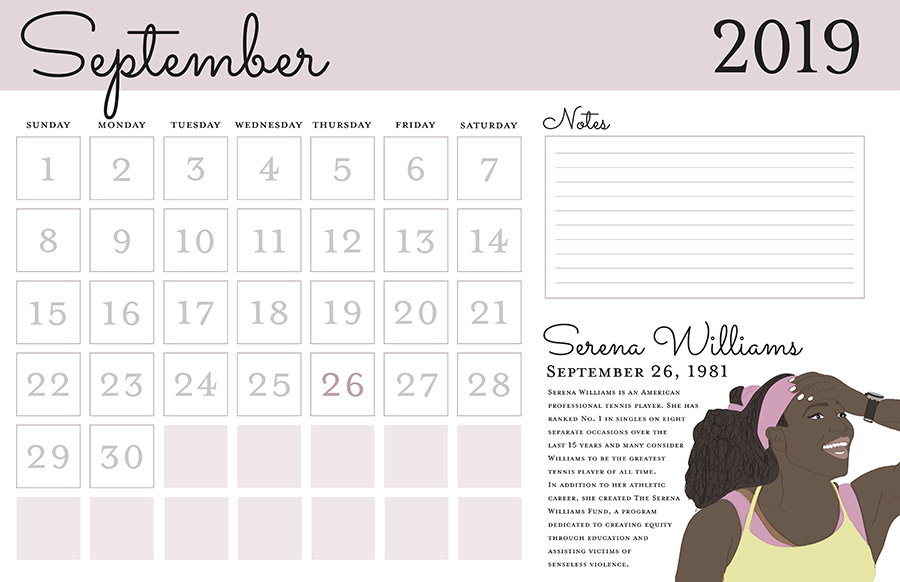 September
2019
SUNDAY MONDAY TUESDAY WEDNESDAY THURSDAY FRIDAY SATURDAY
1 2 3 4 5 6 7
8 9 10 11 12 13 14
15 16 17 18 19 20 21
22 23 24 25 26 27 28
29 30
Notes
Serena Williams
September 26, 1981
Serena Williams is an American
professional tennis player. She has
ranked No. 1 in singles on eight
separate occasions over the
last 15 years and many consider
Williams to be the greatest
tennis player of all time.
In addition to her athletic
career, she created The Serena
Williams Fund, a program
dedicated to creating equity
through education and
assisting victims of
senseless violence.